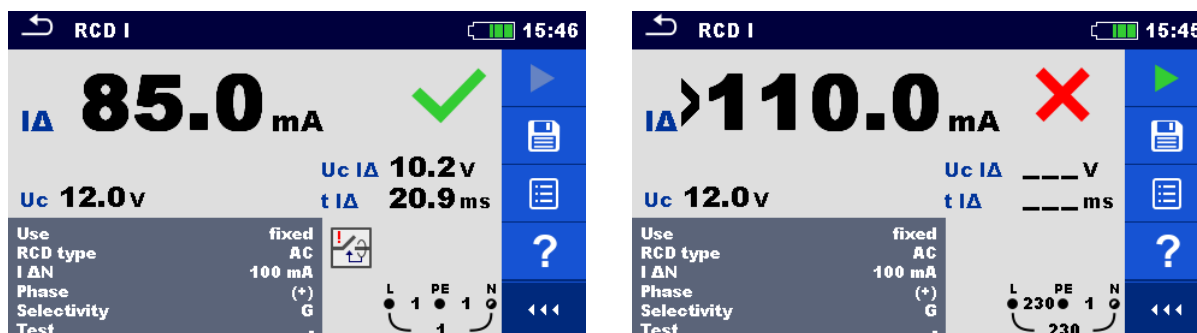 RCD I 15:46
IΔ 85.0 mA
Uc IΔ 10.2 V
Uc 12.0 V t IΔ 20.9 ms
Use fixed
RCD type AC
I ΔN 100 mA
Phase (+)
Selectivity G
Test -
!
L PE N
1 1
1
?
RCD I 15:45
IΔ >110.0 mA
Uc IΔ ___ V
Uc 12.0 V t IΔ ___ ms
Use fixed
RCD type AC
I ΔN 100 mA
Phase (+)
Selectivity G
Test -
L PE N
230 1
230
?